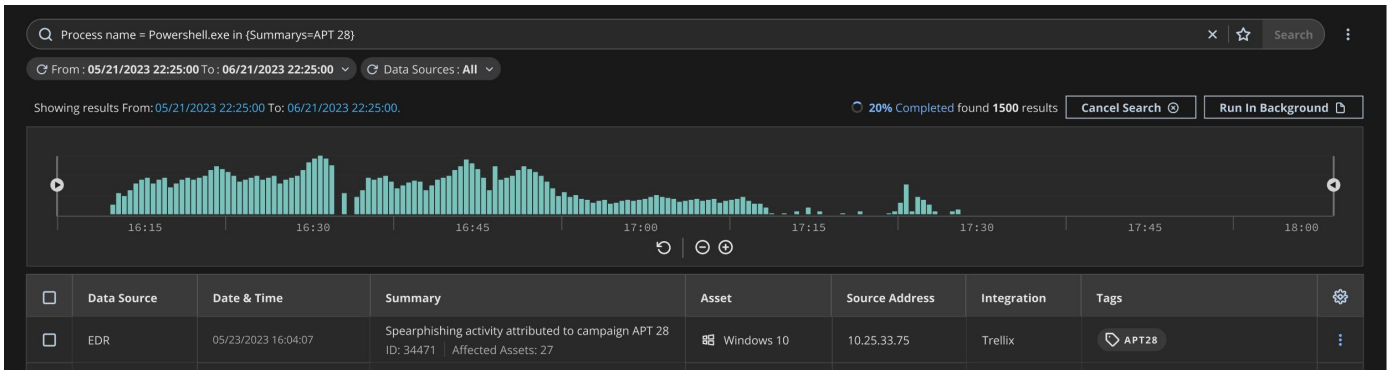 Process name = Powershell.exe in {Summarys=APT 28}
Search
From : 05/21/2023 22:25:00 To : 06/21/2023 22:25:00
Data Sources : All
Showing results From: 05/21/2023 22:25:00 To: 06/21/2023 22:25:00.
20% Completed found 1500 results
Cancel Search
Run In Background
16:15 16:30 16:45 17:00 17:15 17:30 17:45 18:00
Data Source Date & Time Summary Asset Source Address Integration Tags
EDR 05/23/2023 16:04:07 Spearphishing activity attributed to campaign APT 28 Windows 10 10.25.33.75 Trellix APT28
ID: 34471 Affected Assets: 27